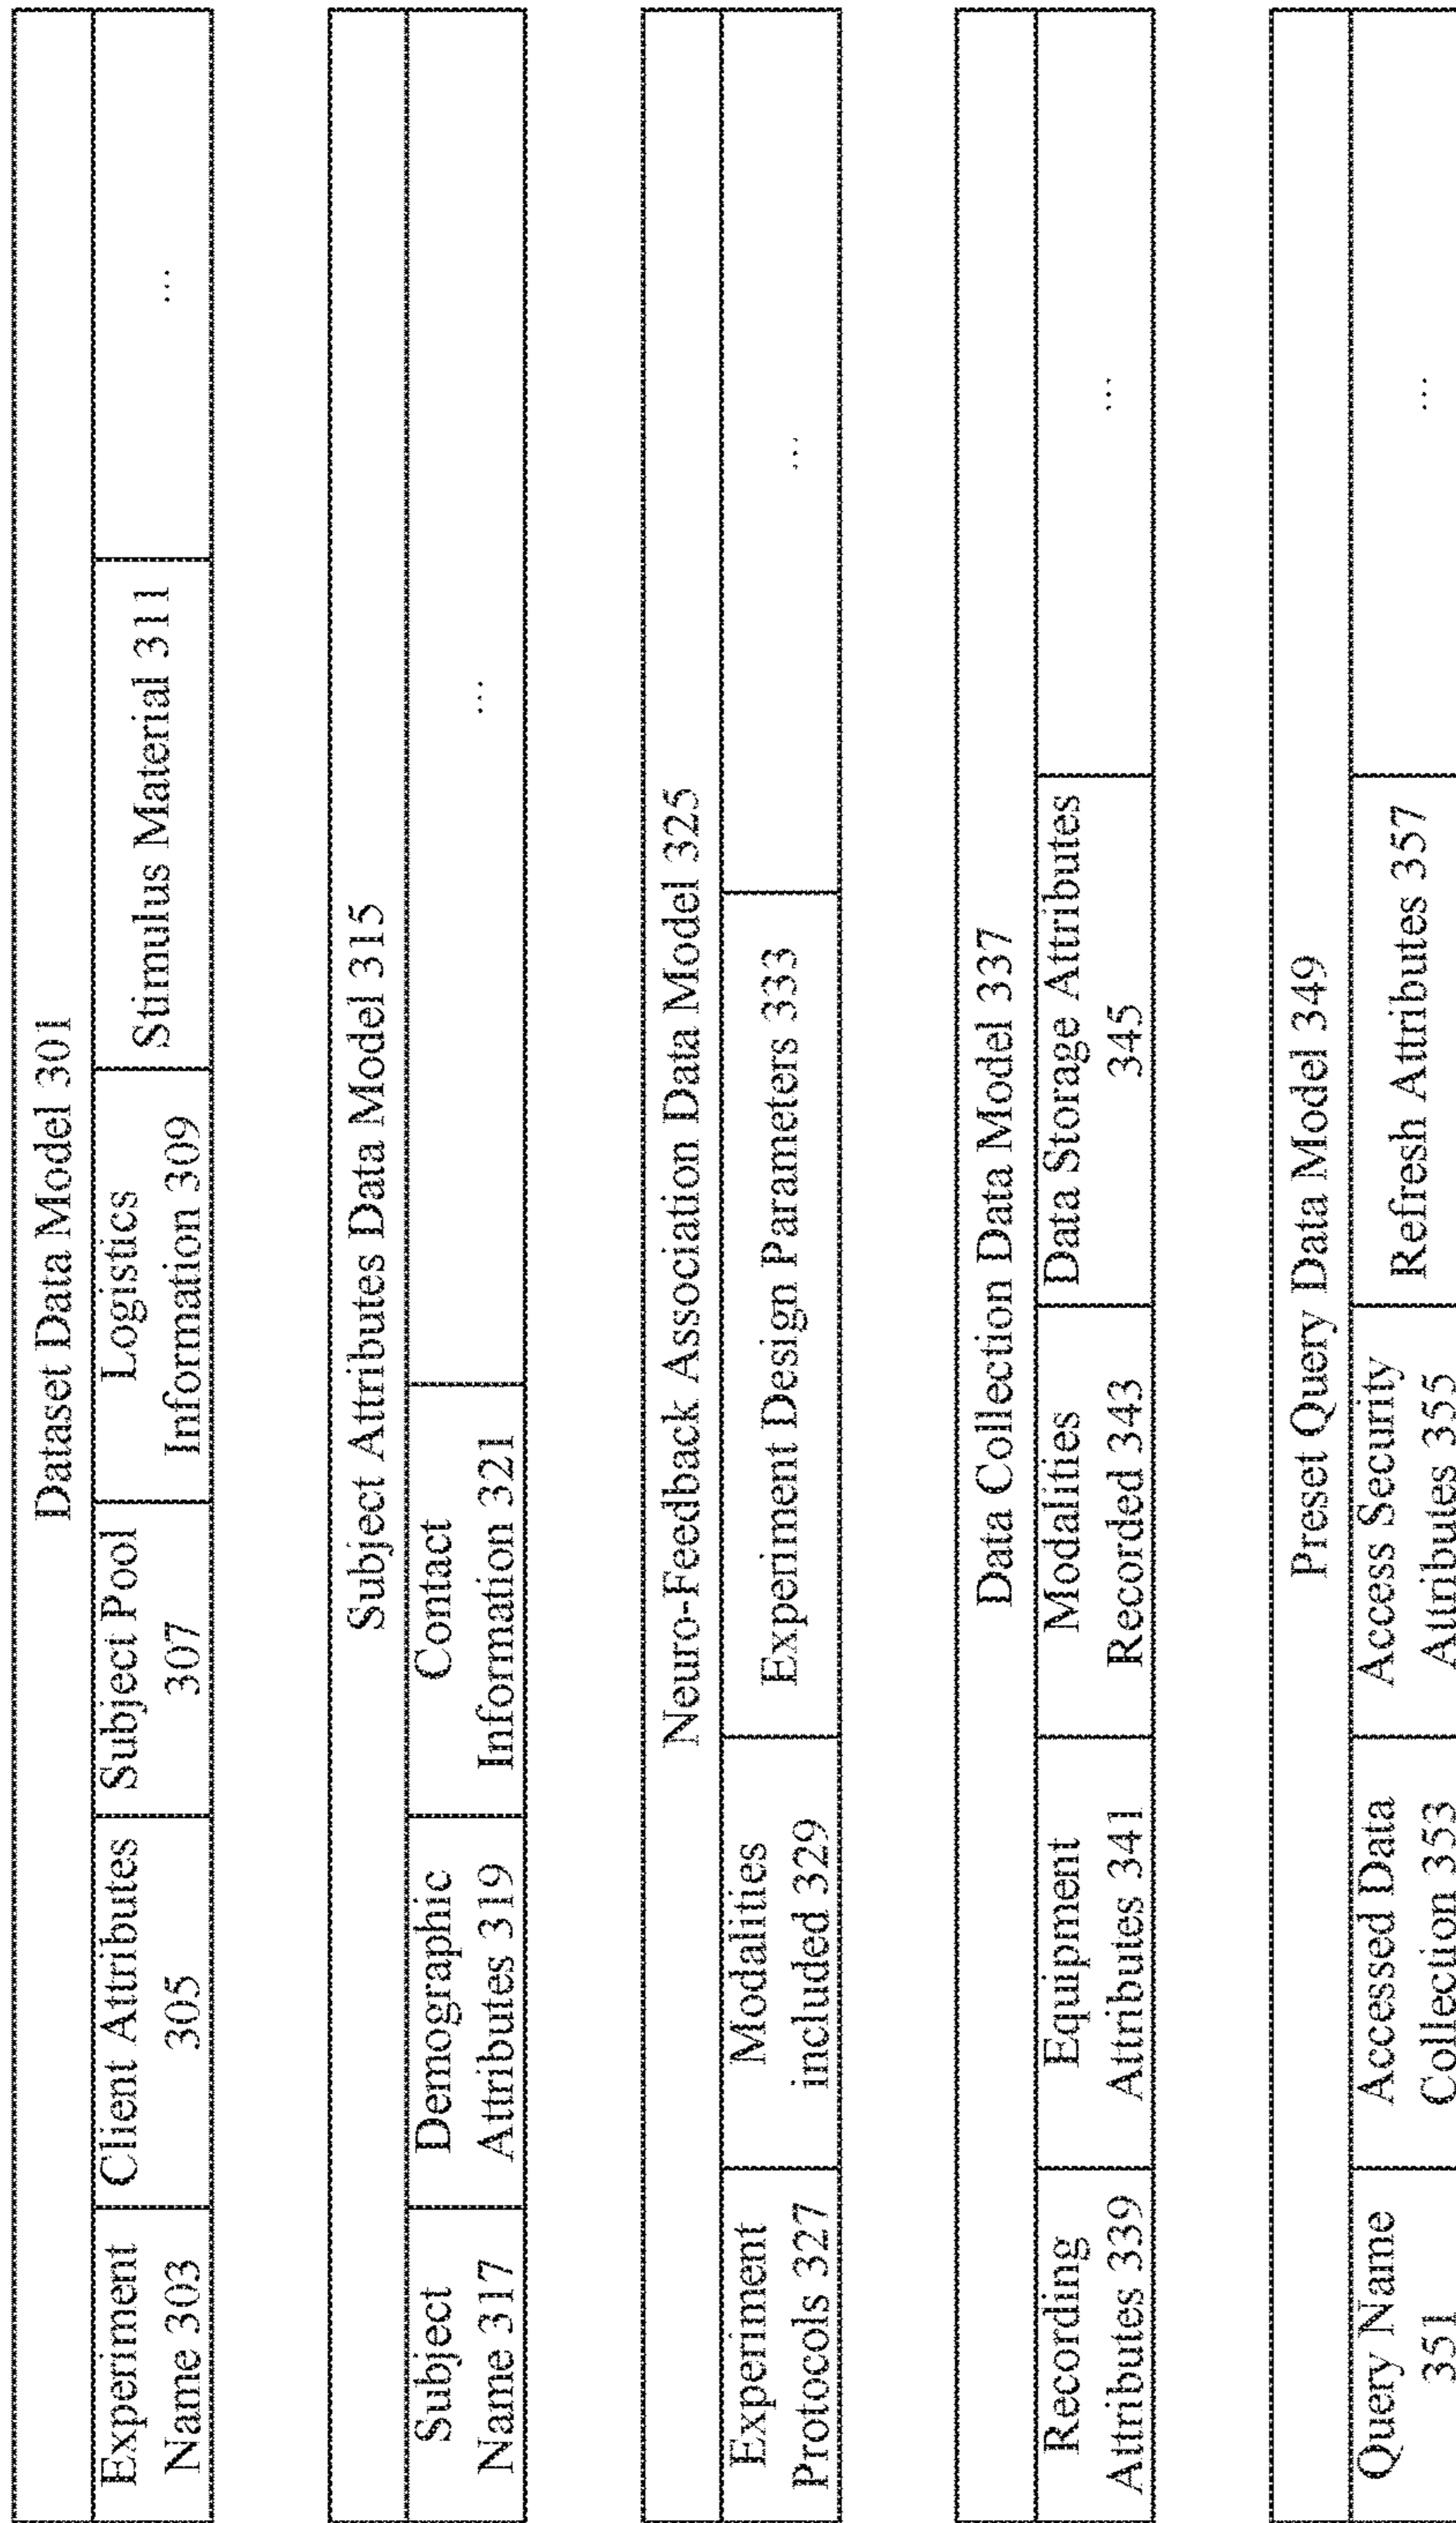 Dataset Data Model 301
Experiment
Name 303
Client Attributes
305
Subject Pool
307
Logistics
Information 309
Stimulus Material 311
...
Subject Attributes Data Model 315
Subject
Name 317
Demographic
Attributes 319
Contact
Information 321
...
Neuro-Feedback Association Data Model 325
Experiment
Protocols 327
Modalities
included 329
Experiment Design Parameters 333
...
Data Collection Data Model 337
Recording
Attributes 339
Equipment
Attributes 341
Modalities
Recorded 343
Data Storage Attributes
345
...
Preset Query Data Model 349
Query Name
351
Accessed Data
Collection 353
Access Security
Attributes 355
Refresh Attributes 357
...